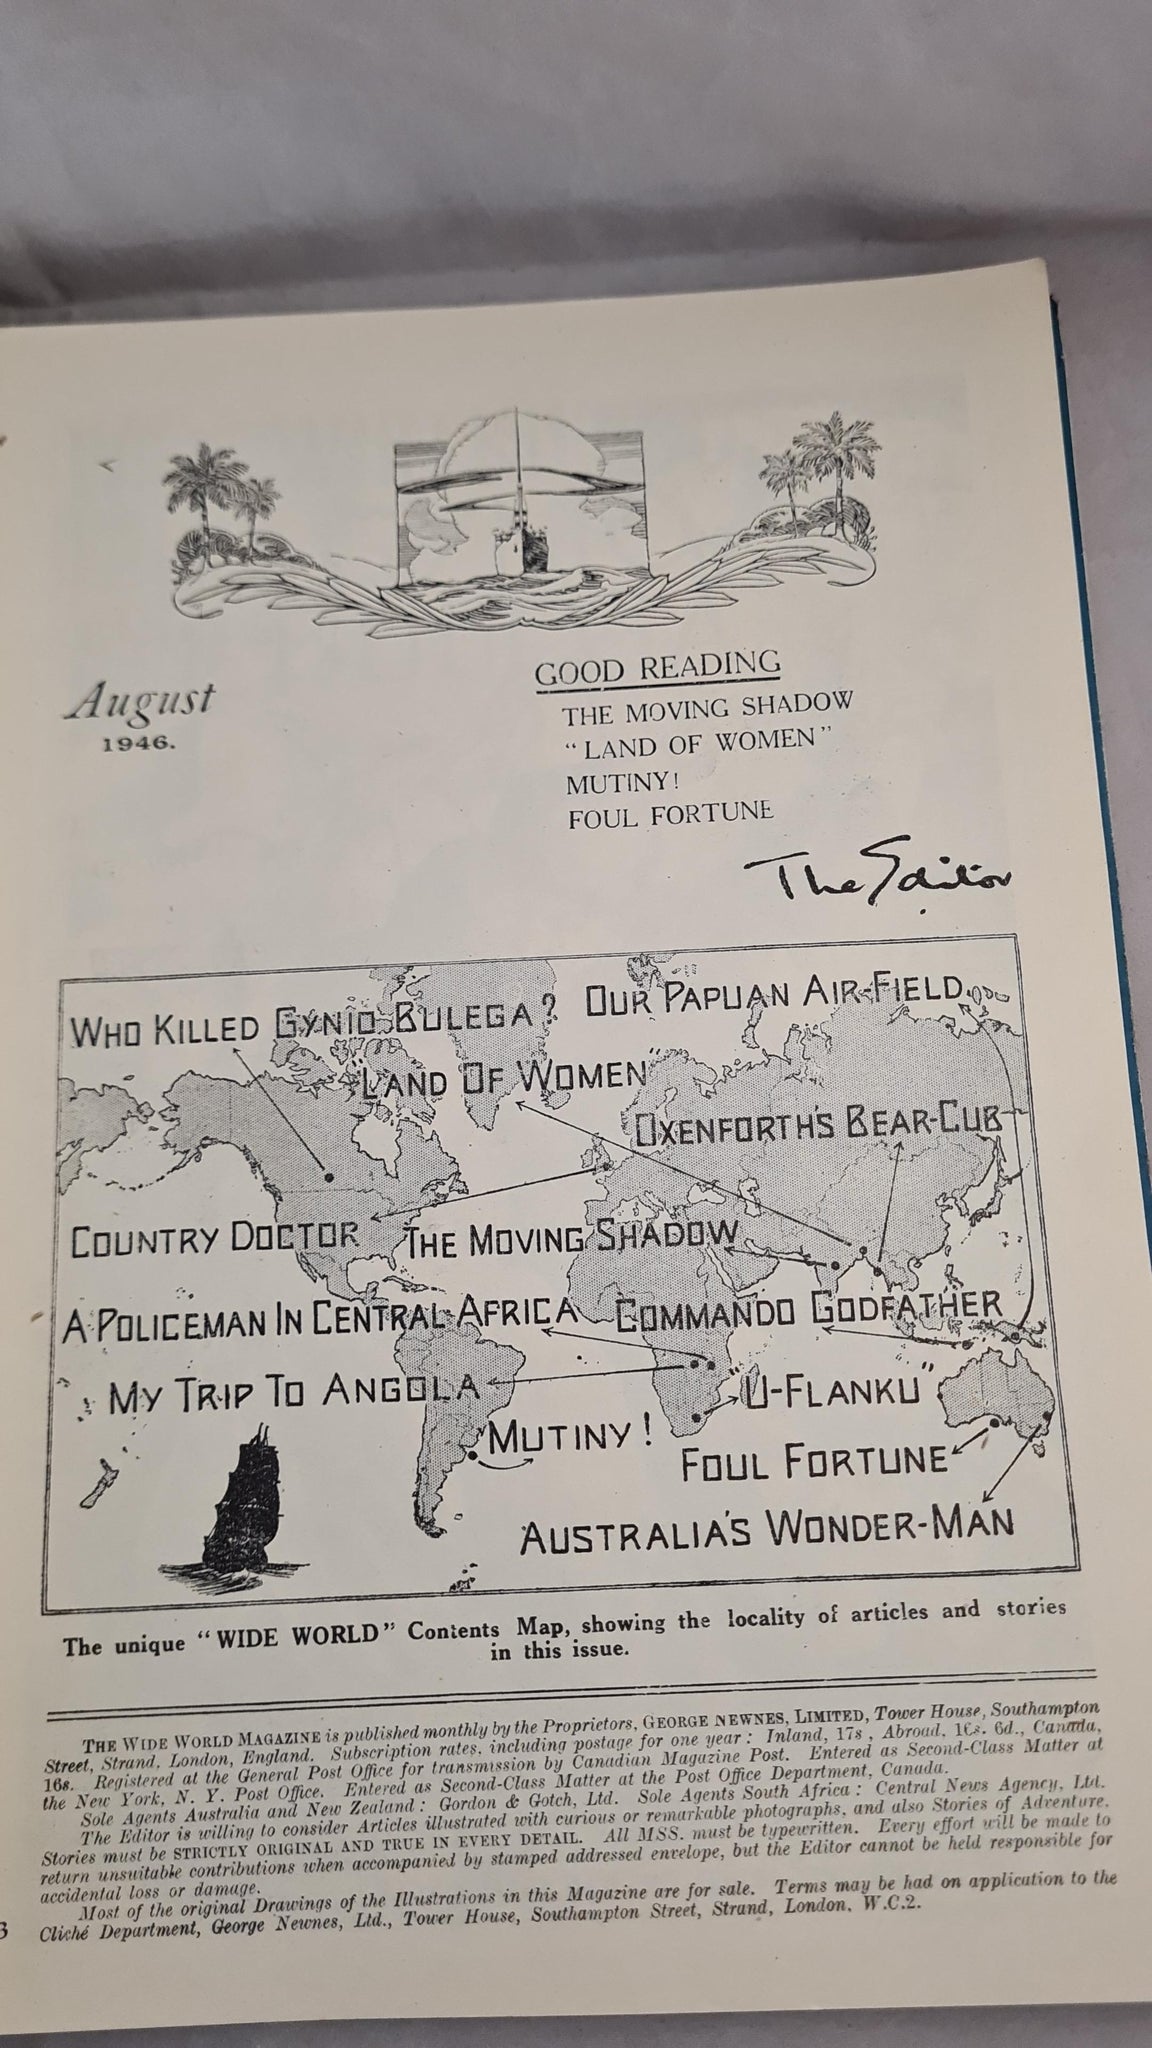 August
1946.
GOOD READING
THE MOVING SHADOW
"LAND OF WOMEN"
MUTINY!
FOUL FORTUNE
The Editor
WHO KILLED GYNIO BULEGA?
OUR PAPUAN AIR-FIELD
"LAND OF WOMEN"
OXENFORTH'S BEAR-CUB
COUNTRY DOCTOR
THE MOVING SHADOW
A POLICEMAN IN CENTRAL AFRICA
COMMANDO GODFATHER
MY TRIP TO ANGOLA
"U-FLANKU"
MUTINY!
FOUL FORTUNE
AUSTRALIA'S WONDER-MAN
The unique "WIDE WORLD" Contents Map, showing the locality of articles and stories
in this issue.
THE WIDE WORLD MAGAZINE is published monthly by the Proprietors, GEORGE NEWNES, LIMITED, Tower House, Southampton
Street, Strand, London, England. Subscription rates, including postage for one year: Inland, 17s, Abroad, 16s. 6d., Canada,
16s. Registered at the General Post Office for transmission by Canadian Magazine Post. Entered as Second-Class Matter at
the New York, N. Y. Post Office. Entered as Second-Class Matter at the Post Office Department, Canada.
Sole Agents Australia and New Zealand: Gordon & Gotch, Ltd. Sole Agents South Africa: Central News Agency, Ltd.
The Editor is willing to consider Articles illustrated with curious or remarkable photographs, and also Stories of Adventure.
Stories must be STRICTLY ORIGINAL AND TRUE IN EVERY DETAIL. All MSS. must be typewritten. Every effort will be made to
return unsuitable contributions when accompanied by stamped addressed envelope, but the Editor cannot be held responsible for
accidental loss or damage.
Most of the original Drawings of the Illustrations in this Magazine are for sale. Terms may be had on application to the
Cliché Department, George Newnes, Ltd., Tower House, Southampton Street, Strand, London, W.C.2.